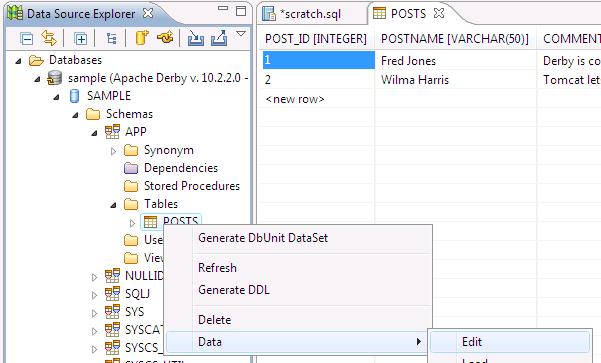 Data Source Explorer
*scratch.sql
POSTS
Databases
sample (Apache Derby v. 10.2.2.0 -
SAMPLE
Schemas
APP
Synonym
Dependencies
Stored Procedures
Tables
POSTS
Use
View
NULLID
SQLJ
SYS
SYSCAT
SYSCS_
SYSCS_UTIL
POST_ID [INTEGER]
POSTNAME [VARCHAR(50)]
COMMENT
1
Fred Jones
Derby is co
2
Wilma Harris
Tomcat let
<new row>
Generate DbUnit DataSet
Refresh
Generate DDL
Delete
Data
Edit
Load